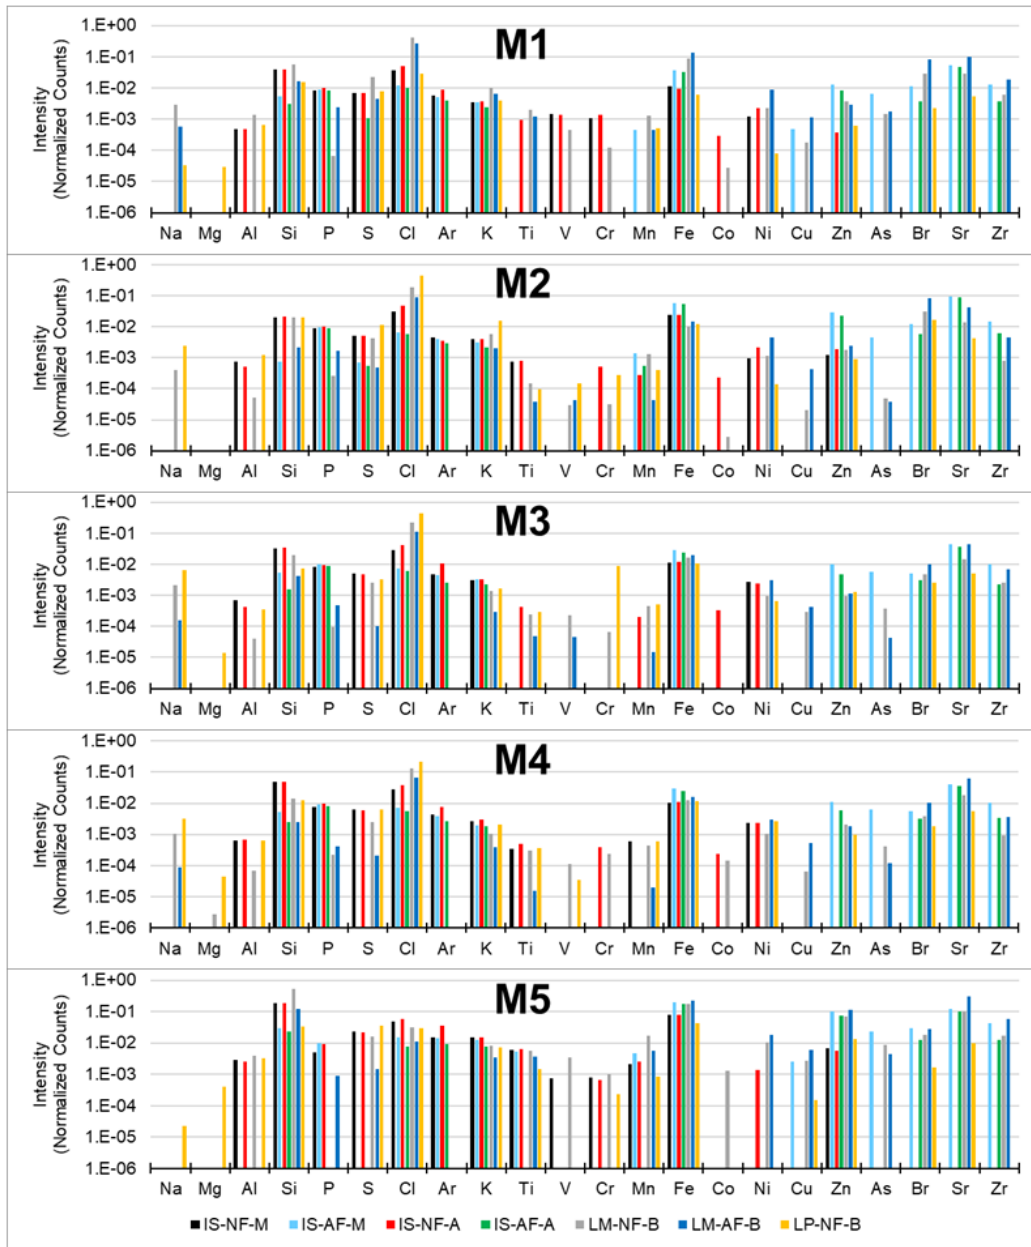 M1
Intensity
(Normalized Counts)
1.E+00
1.E-01
1.E-02
1.E-03
1.E-04
1.E-05
1.E-06
Na Mg Al Si P S Cl Ar K Ti V Cr Mn Fe Co Ni Cu Zn As Br Sr Zr
M2
Intensity
(Normalized Counts)
1.E+00
1.E-01
1.E-02
1.E-03
1.E-04
1.E-05
1.E-06
Na Mg Al Si P S Cl Ar K Ti V Cr Mn Fe Co Ni Cu Zn As Br Sr Zr
M3
Intensity
(Normalized Counts)
1.E+00
1.E-01
1.E-02
1.E-03
1.E-04
1.E-05
1.E-06
Na Mg Al Si P S Cl Ar K Ti V Cr Mn Fe Co Ni Cu Zn As Br Sr Zr
M4
Intensity
(Normalized Counts)
1.E+00
1.E-01
1.E-02
1.E-03
1.E-04
1.E-05
1.E-06
Na Mg Al Si P S Cl Ar K Ti V Cr Mn Fe Co Ni Cu Zn As Br Sr Zr
M5
Intensity
(Normalized Counts)
1.E+00
1.E-01
1.E-02
1.E-03
1.E-04
1.E-05
1.E-06
Na Mg Al Si P S Cl Ar K Ti V Cr Mn Fe Co Ni Cu Zn As Br Sr Zr
IS-NF-M IS-AF-M IS-NF-A IS-AF-A LM-NF-B LM-AF-B LP-NF-B